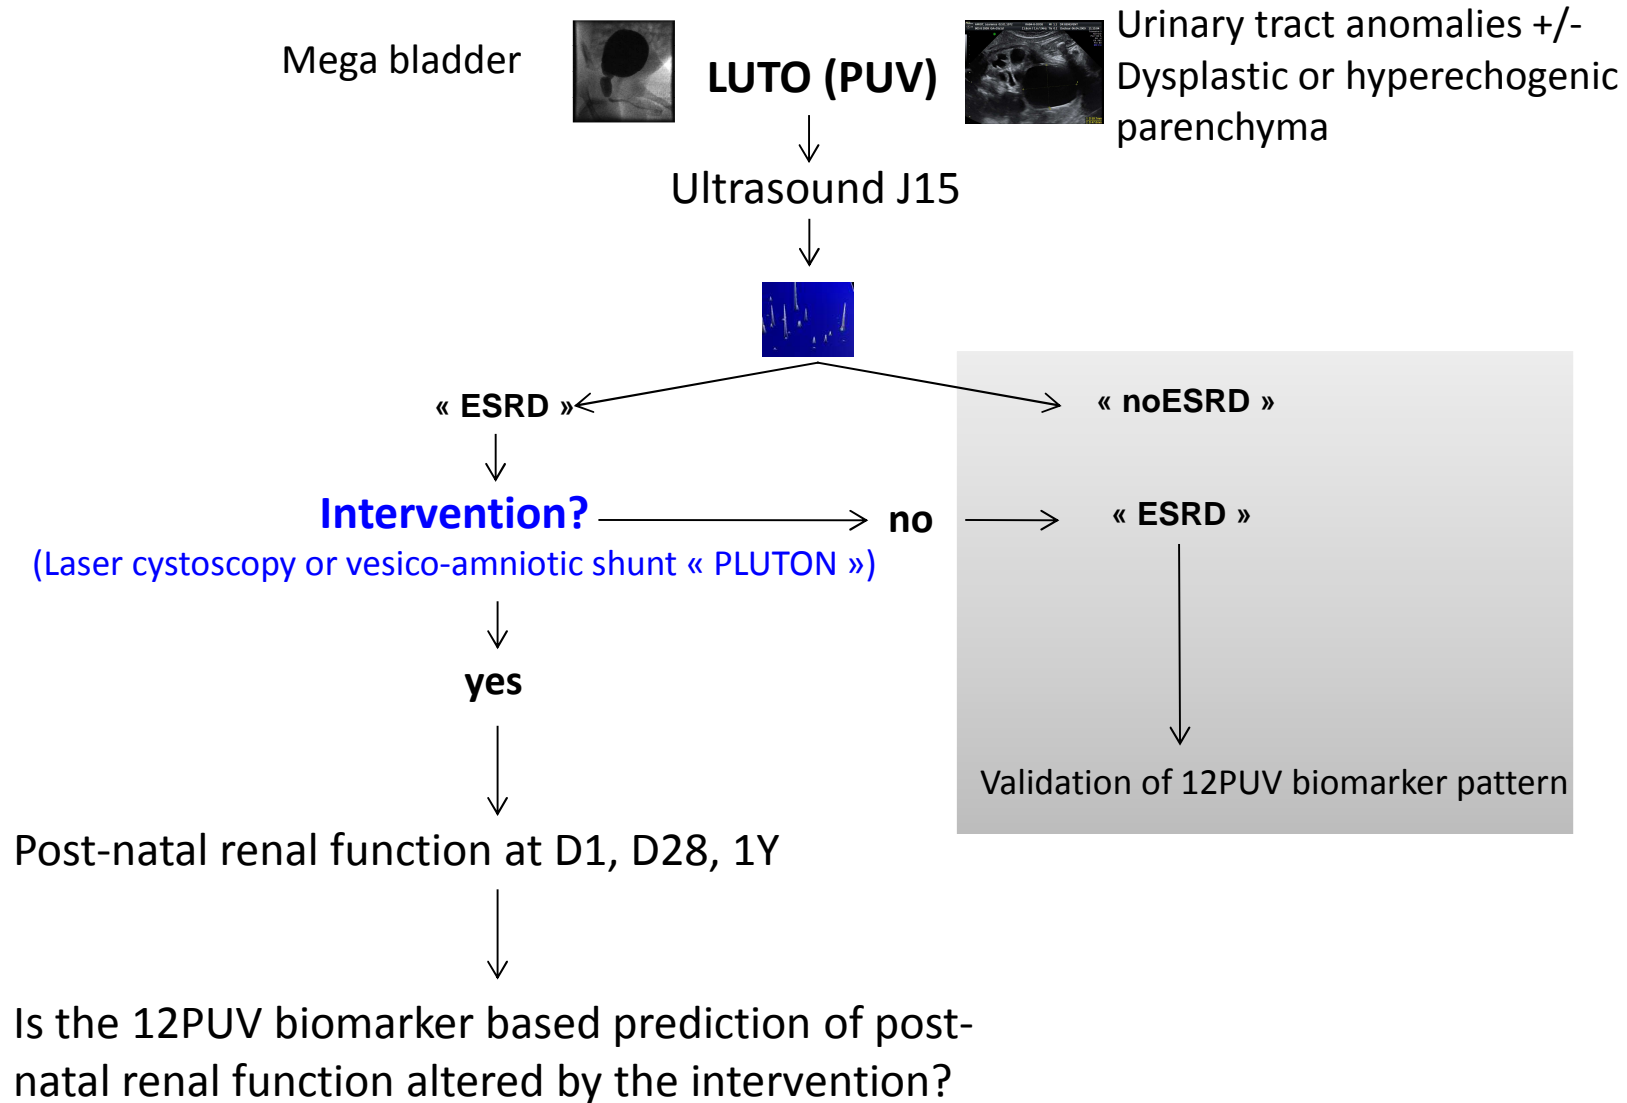 Mega bladder
LUTO (PUV)
Urinary tract anomalies +/-
Dysplastic or hyperechogenic
parenchyma
Ultrasound J15
« ESRD »
« noESRD »
Intervention?
no
« ESRD »
(Laser cystoscopy or vesico-amniotic shunt « PLUTON »)
yes
Validation of 12PUV biomarker pattern
Post-natal renal function at D1, D28, 1Y
Is the 12PUV biomarker based prediction of post-
natal renal function altered by the intervention?